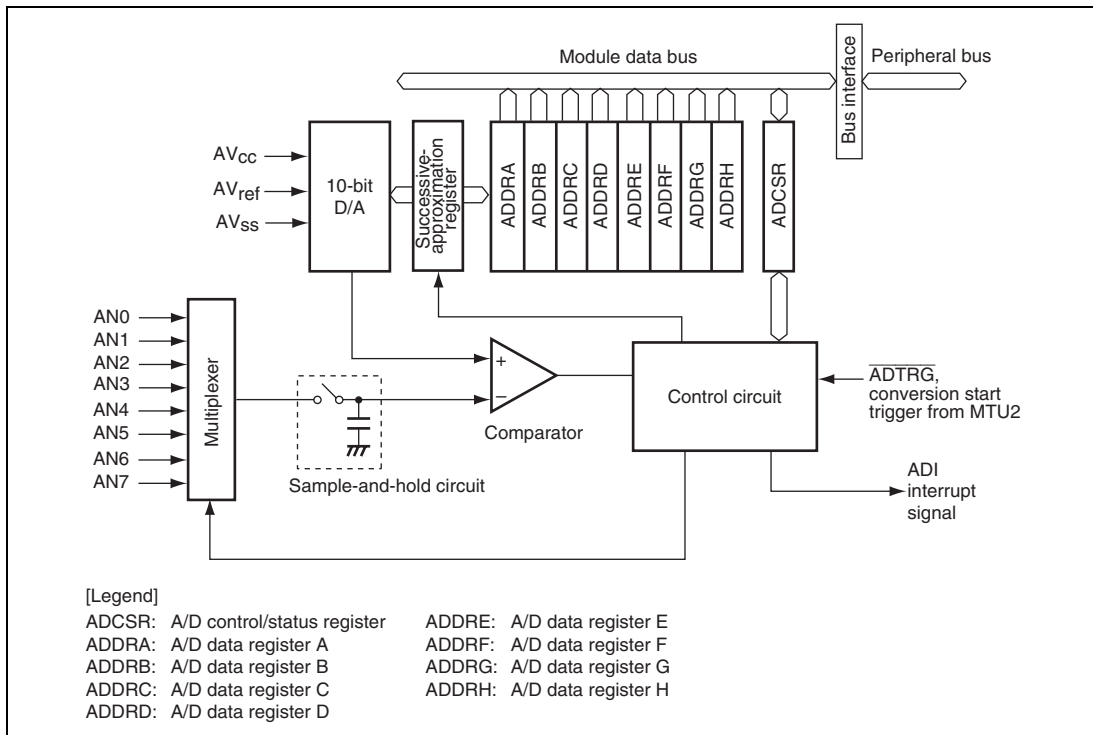 Module data bus
Bus interface
Peripheral bus
AVcc
AVref
AVss
10-bit
D/A
Successive-
approximation
register
ADDRA
ADDRB
ADDRC
ADDRD
ADDRE
ADDRF
ADDRG
ADDRH
ADCSR
AN0
AN1
AN2
AN3
AN4
AN5
AN6
AN7
Multiplexer
Sample-and-hold circuit
+
−
Comparator
Control circuit
ADTRG,
conversion start
trigger from MTU2
ADI
interrupt
signal
[Legend]
ADCSR: A/D control/status register
ADDRA: A/D data register A
ADDRB: A/D data register B
ADDRC: A/D data register C
ADDRD: A/D data register D
ADDRE: A/D data register E
ADDRF: A/D data register F
ADDRG: A/D data register G
ADDRH: A/D data register H